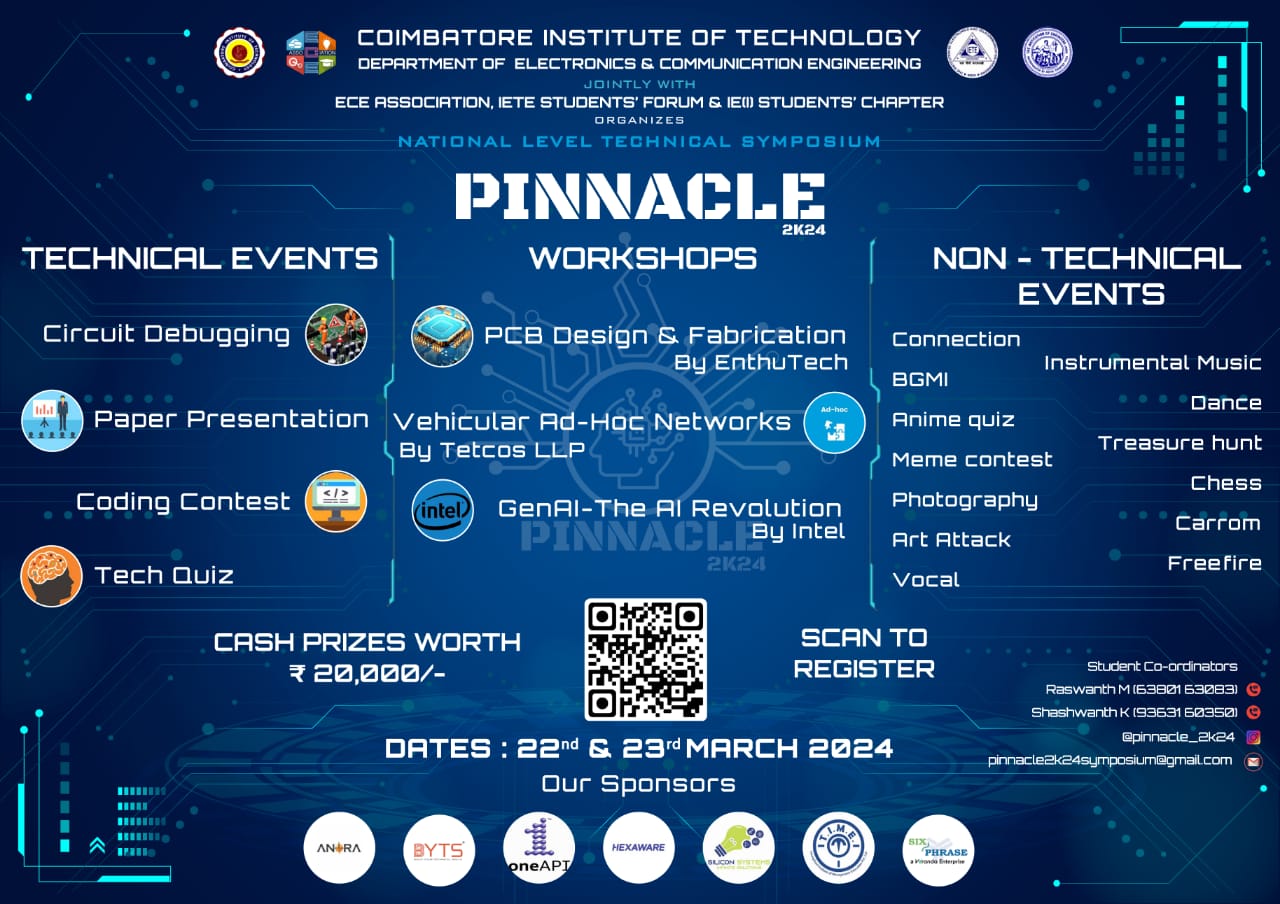 COIMBATORE INSTITUTE OF TECHNOLOGY
DEPARTMENT OF ELECTRONICS & COMMUNICATION ENGINEERING
JOINTLY WITH
ECE ASSOCIATION, IETE STUDENTS' FORUM & IE(I) STUDENTS' CHAPTER
ORGANIZES
NATIONAL LEVEL TECHNICAL SYMPOSIUM
PINNACLE
2K24
TECHNICAL EVENTS
Circuit Debugging
Paper Presentation
Coding Contest
</>
Tech Quiz
WORKSHOPS
PCB Design & Fabrication
By EnthuTech
Vehicular Ad-Hoc Networks
Ad-hoc
By Tetcos LLP
intel
GenAI-The AI Revolution
By Intel
PINNACLE
2K24
NON - TECHNICAL
EVENTS
Connection
BGMI
Anime quiz
Meme contest
Photography
Art Attack
Vocal
Instrumental Music
Dance
Treasure hunt
Chess
Carrom
Freefire
CASH PRIZES WORTH
₹ 20,000/-
SCAN TO
REGISTER
Student Co-ordinators
Raswanth M (63801 63083)
Shashwanth K (93631 60350)
@pinnacle_2k24
pinnacle2k24symposium@gmail.com
DATES : 22nd & 23rd MARCH 2024
Our Sponsors
ANORA
BYTS
oneAPI
HEXAWARE
SILICON SYSTEMS
T.I.M.E.
SIX
PHRASE
a Veranda Enterprise